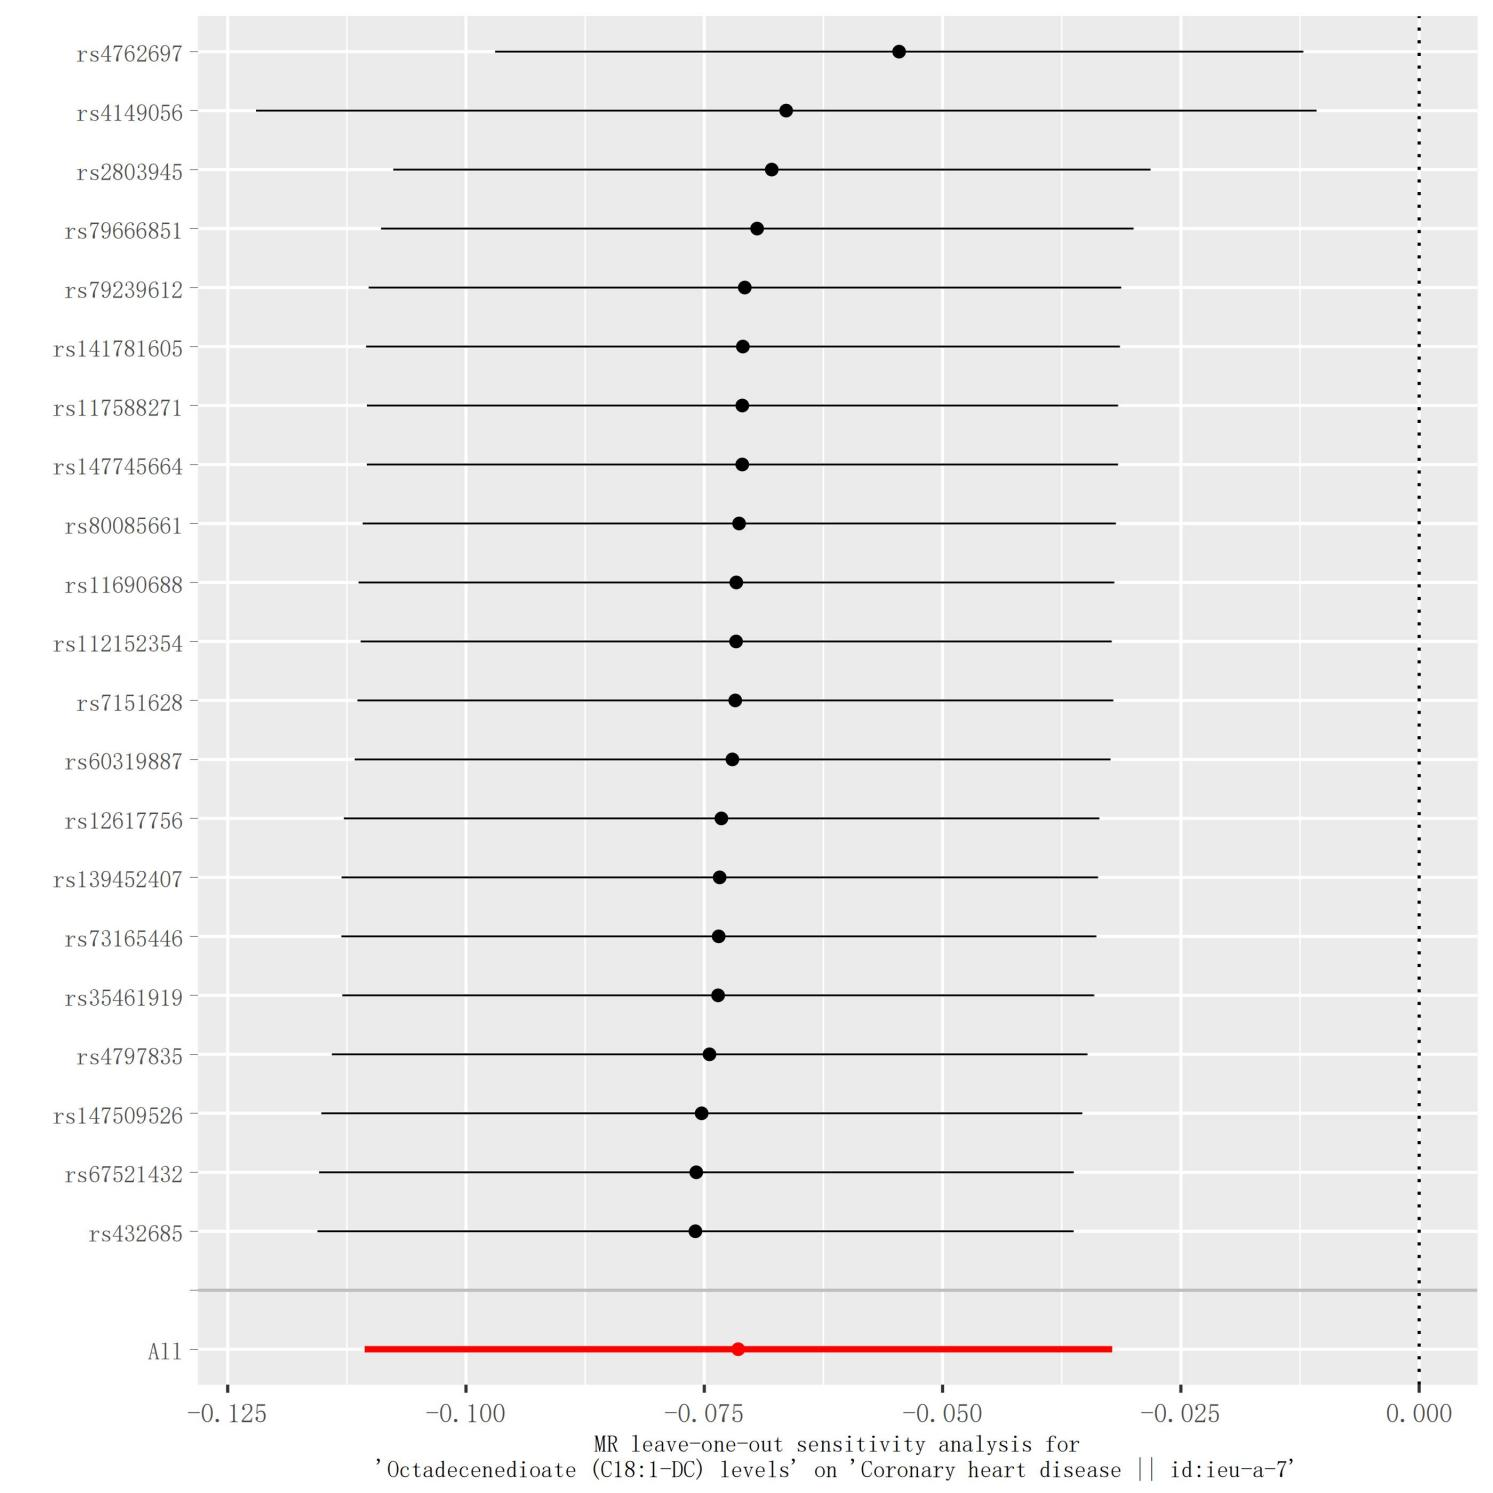 rs4762697
rs4149056
rs2803945
rs79666851
rs79239612
rs141781605
rs117588271
rs147745664
rs80085661
rs11690688
rs112152354
rs7151628
rs60319887
rs12617756
rs139452407
rs73165446
rs35461919
rs4797835
rs147509526
rs67521432
rs432685
All
-0.125 -0.100 -0.075 -0.050 -0.025 0.000
MR leave-one-out sensitivity analysis for
'Octadecenedioate (C18:1-DC) levels' on 'Coronary heart disease || id:ieu-a-7'